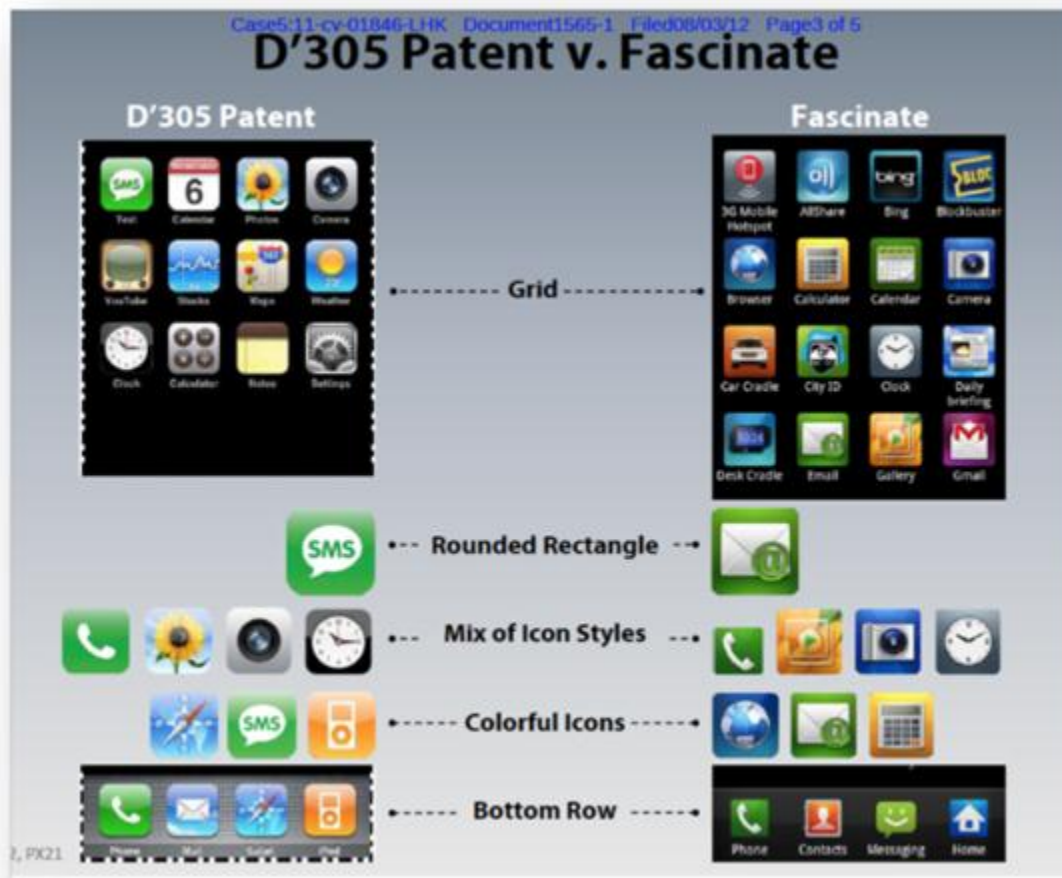 Case5:11-cv-01846-LHK Document1565-1 Filed08/03/12 Page3 of 5
D'305 Patent v. Fascinate
D'305 Patent
Fascinate
SMS
6
Text Calendar Photos Camera
YouTube Stocks Maps Weather
Clock Calculator Notes Settings
Grid
bing
BLOC
3G Mobile Hotspot AllShare Bing Blockbuster
Browser Calculator Calendar Camera
Car Cradle City ID Clock Daily briefing
Desk Cradle Email Gallery Gmail
SMS
Rounded Rectangle
@
Mix of Icon Styles
SMS
Colorful Icons
@
Phone Mail Safari iPod
Bottom Row
Phone Contacts Messaging Home
, PX21